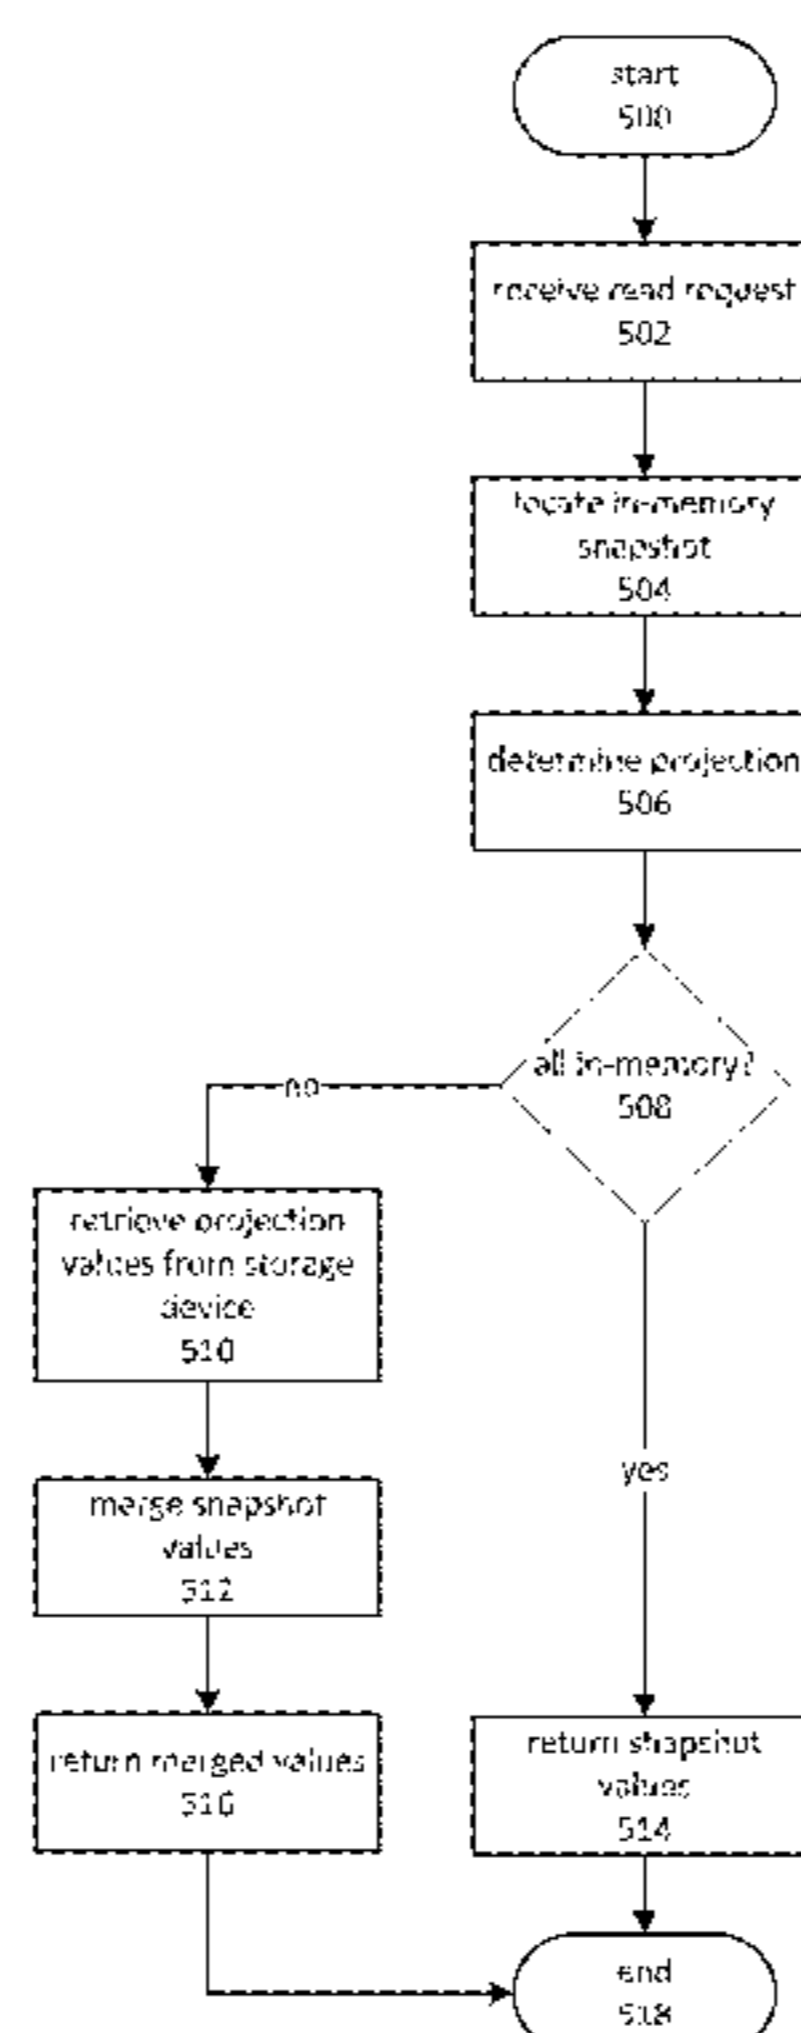 start
500
receive read request
502
locate in-memory
snapshot
504
determine projection
506
all in-memory?
508
no
retrieve projection
values from storage
device
510
merge snapshot
values
512
return merged values
516
yes
return snapshot
values
514
end
518